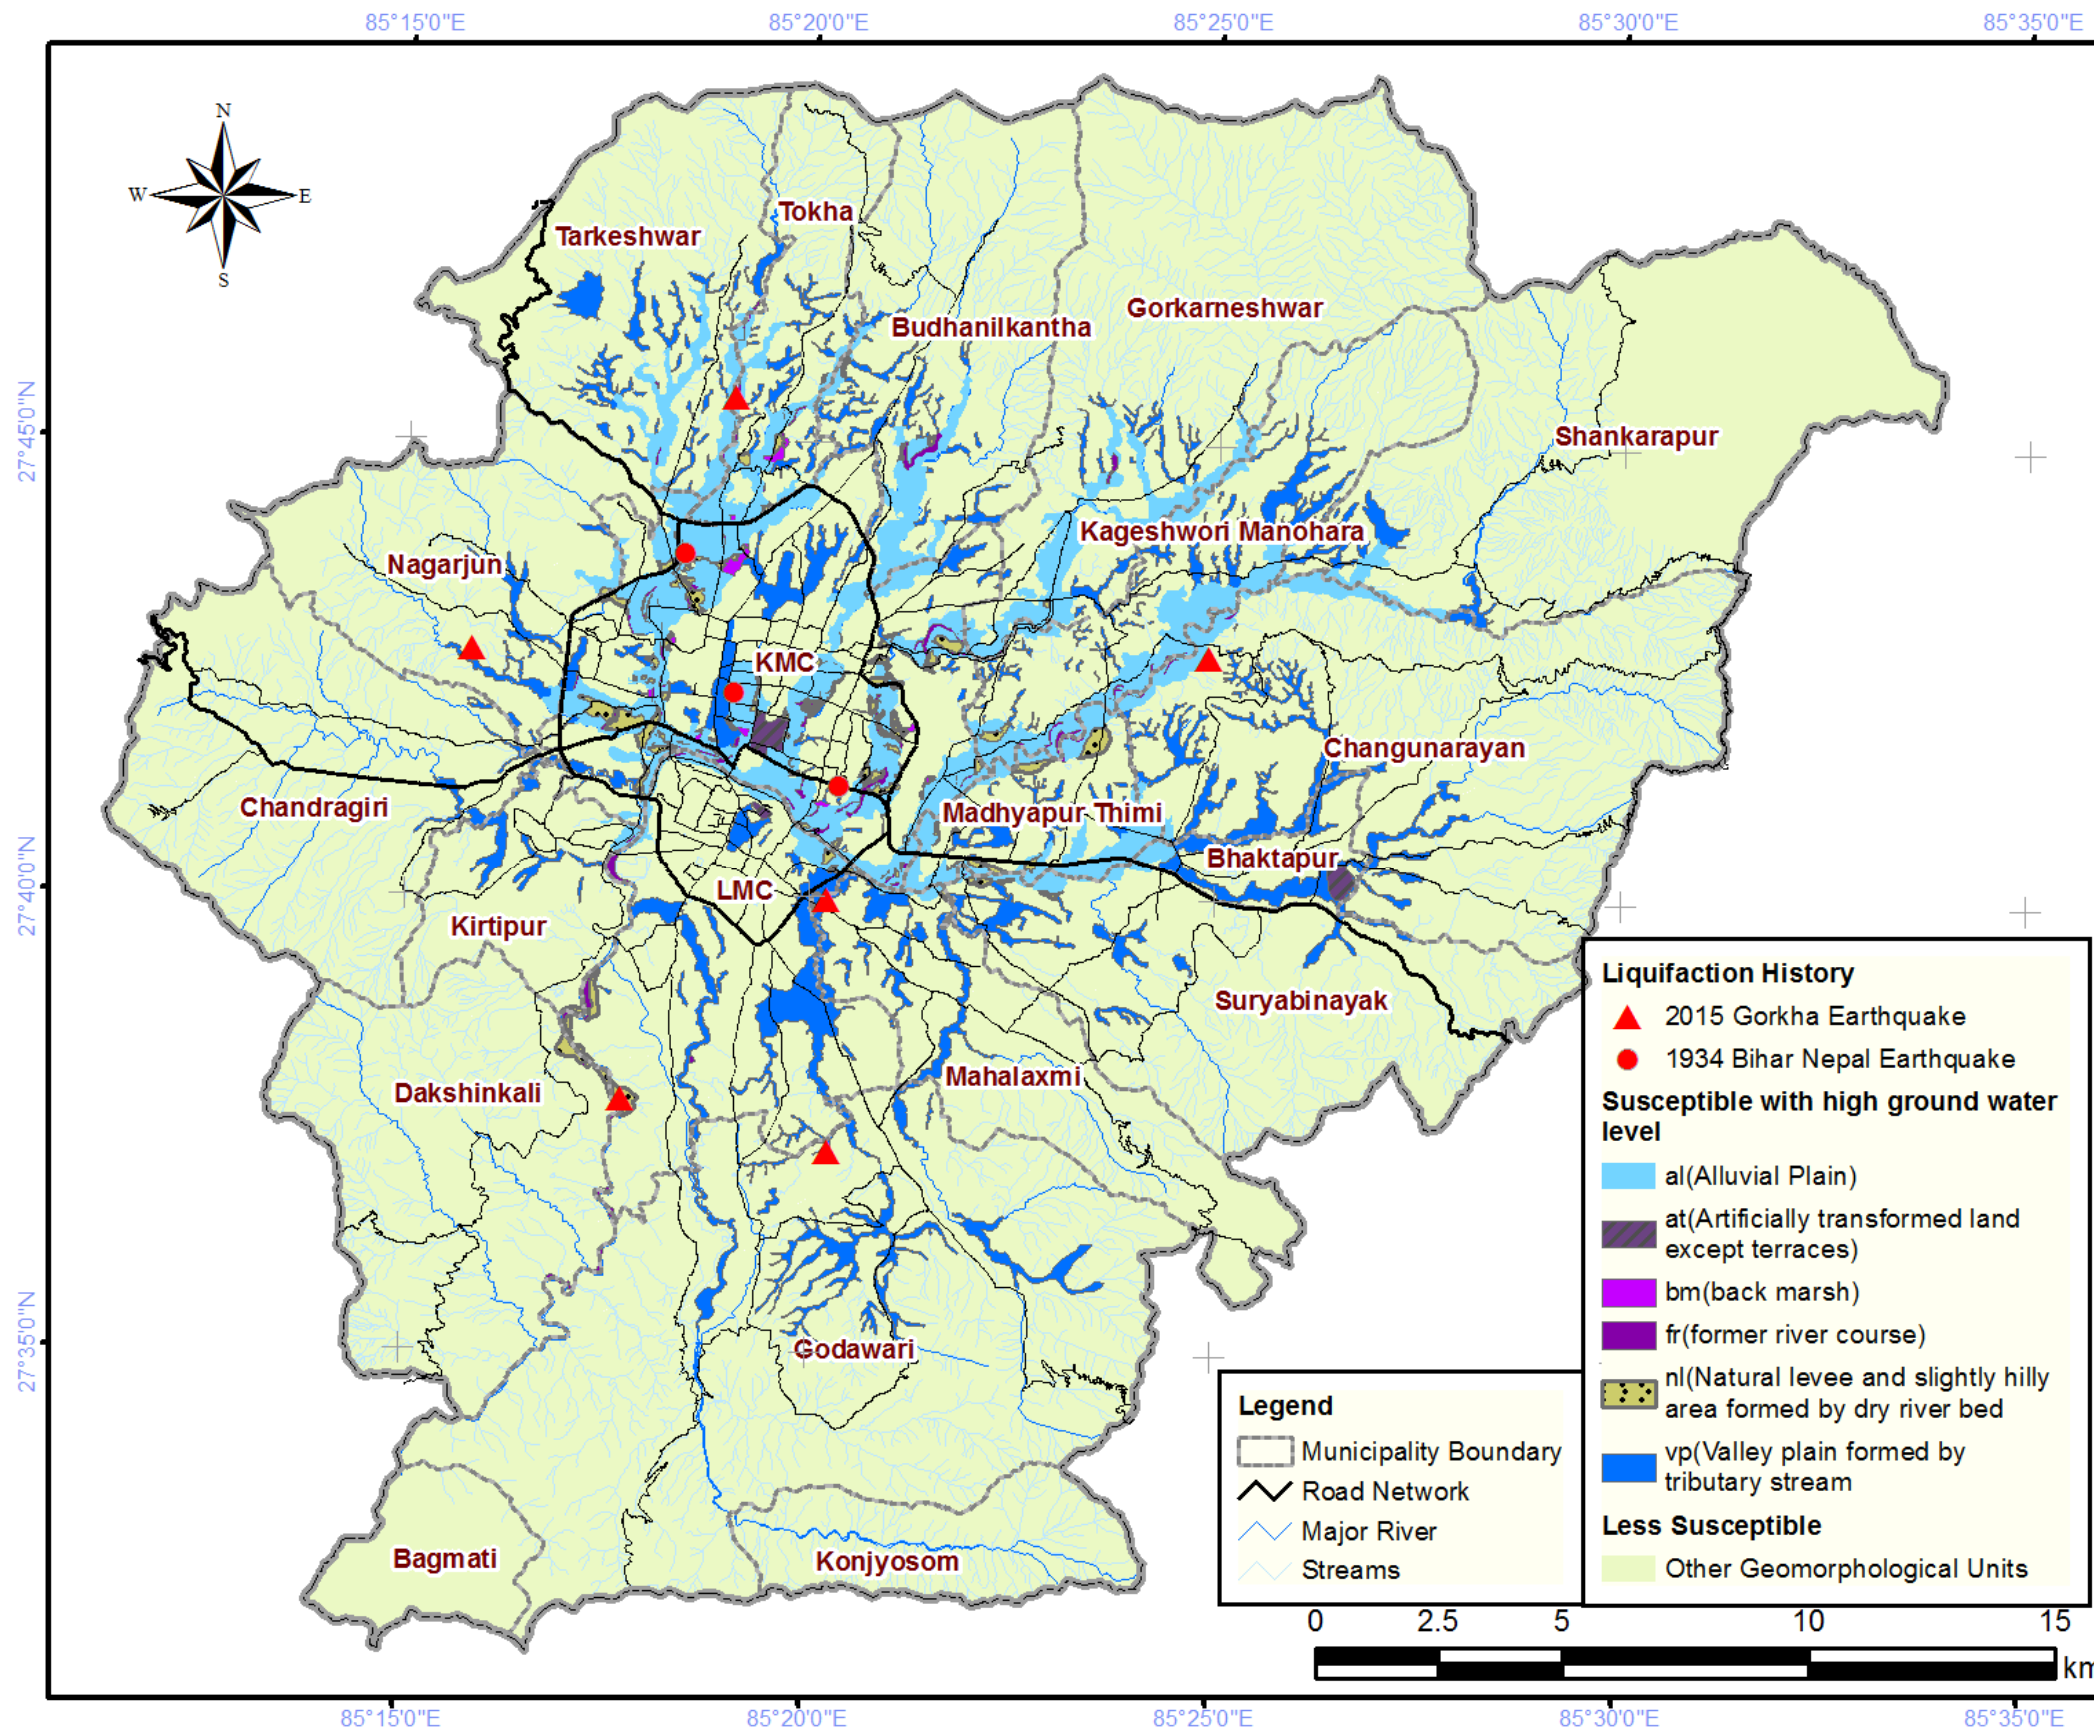 85°15'0"E
85°20'0"E
85°25'0"E
85°30'0"E
85°35'0"E
N
W
E
S
27°45'0"N
27°40'0"N
27°35'0"N
Tokha
Tarkeshwar
Gorkarneshwar
Budhanilkantha
Shankarapur
Kageshwori Manohara
Nagarjun
KMC
Changunarayan
Chandragiri
Madhyapur Thimi
Bhaktapur
LMC
Kirtipur
Suryabinayak
Mahalaxmi
Dakshinkali
Godawari
Bagmati
Konjyosom
Liquifaction History
2015 Gorkha Earthquake
1934 Bihar Nepal Earthquake
Susceptible with high ground water
level
al(Alluvial Plain)
at(Artificially transformed land
except terraces)
bm(back marsh)
fr(former river course)
nl(Natural levee and slightly hilly
area formed by dry river bed
vp(Valley plain formed by
tributary stream
Less Susceptible
Other Geomorphological Units
Legend
Municipality Boundary
Road Network
Major River
Streams
0 2.5 5 10 15
km
85°15'0"E
85°20'0"E
85°25'0"E
85°30'0"E
85°35'0"E